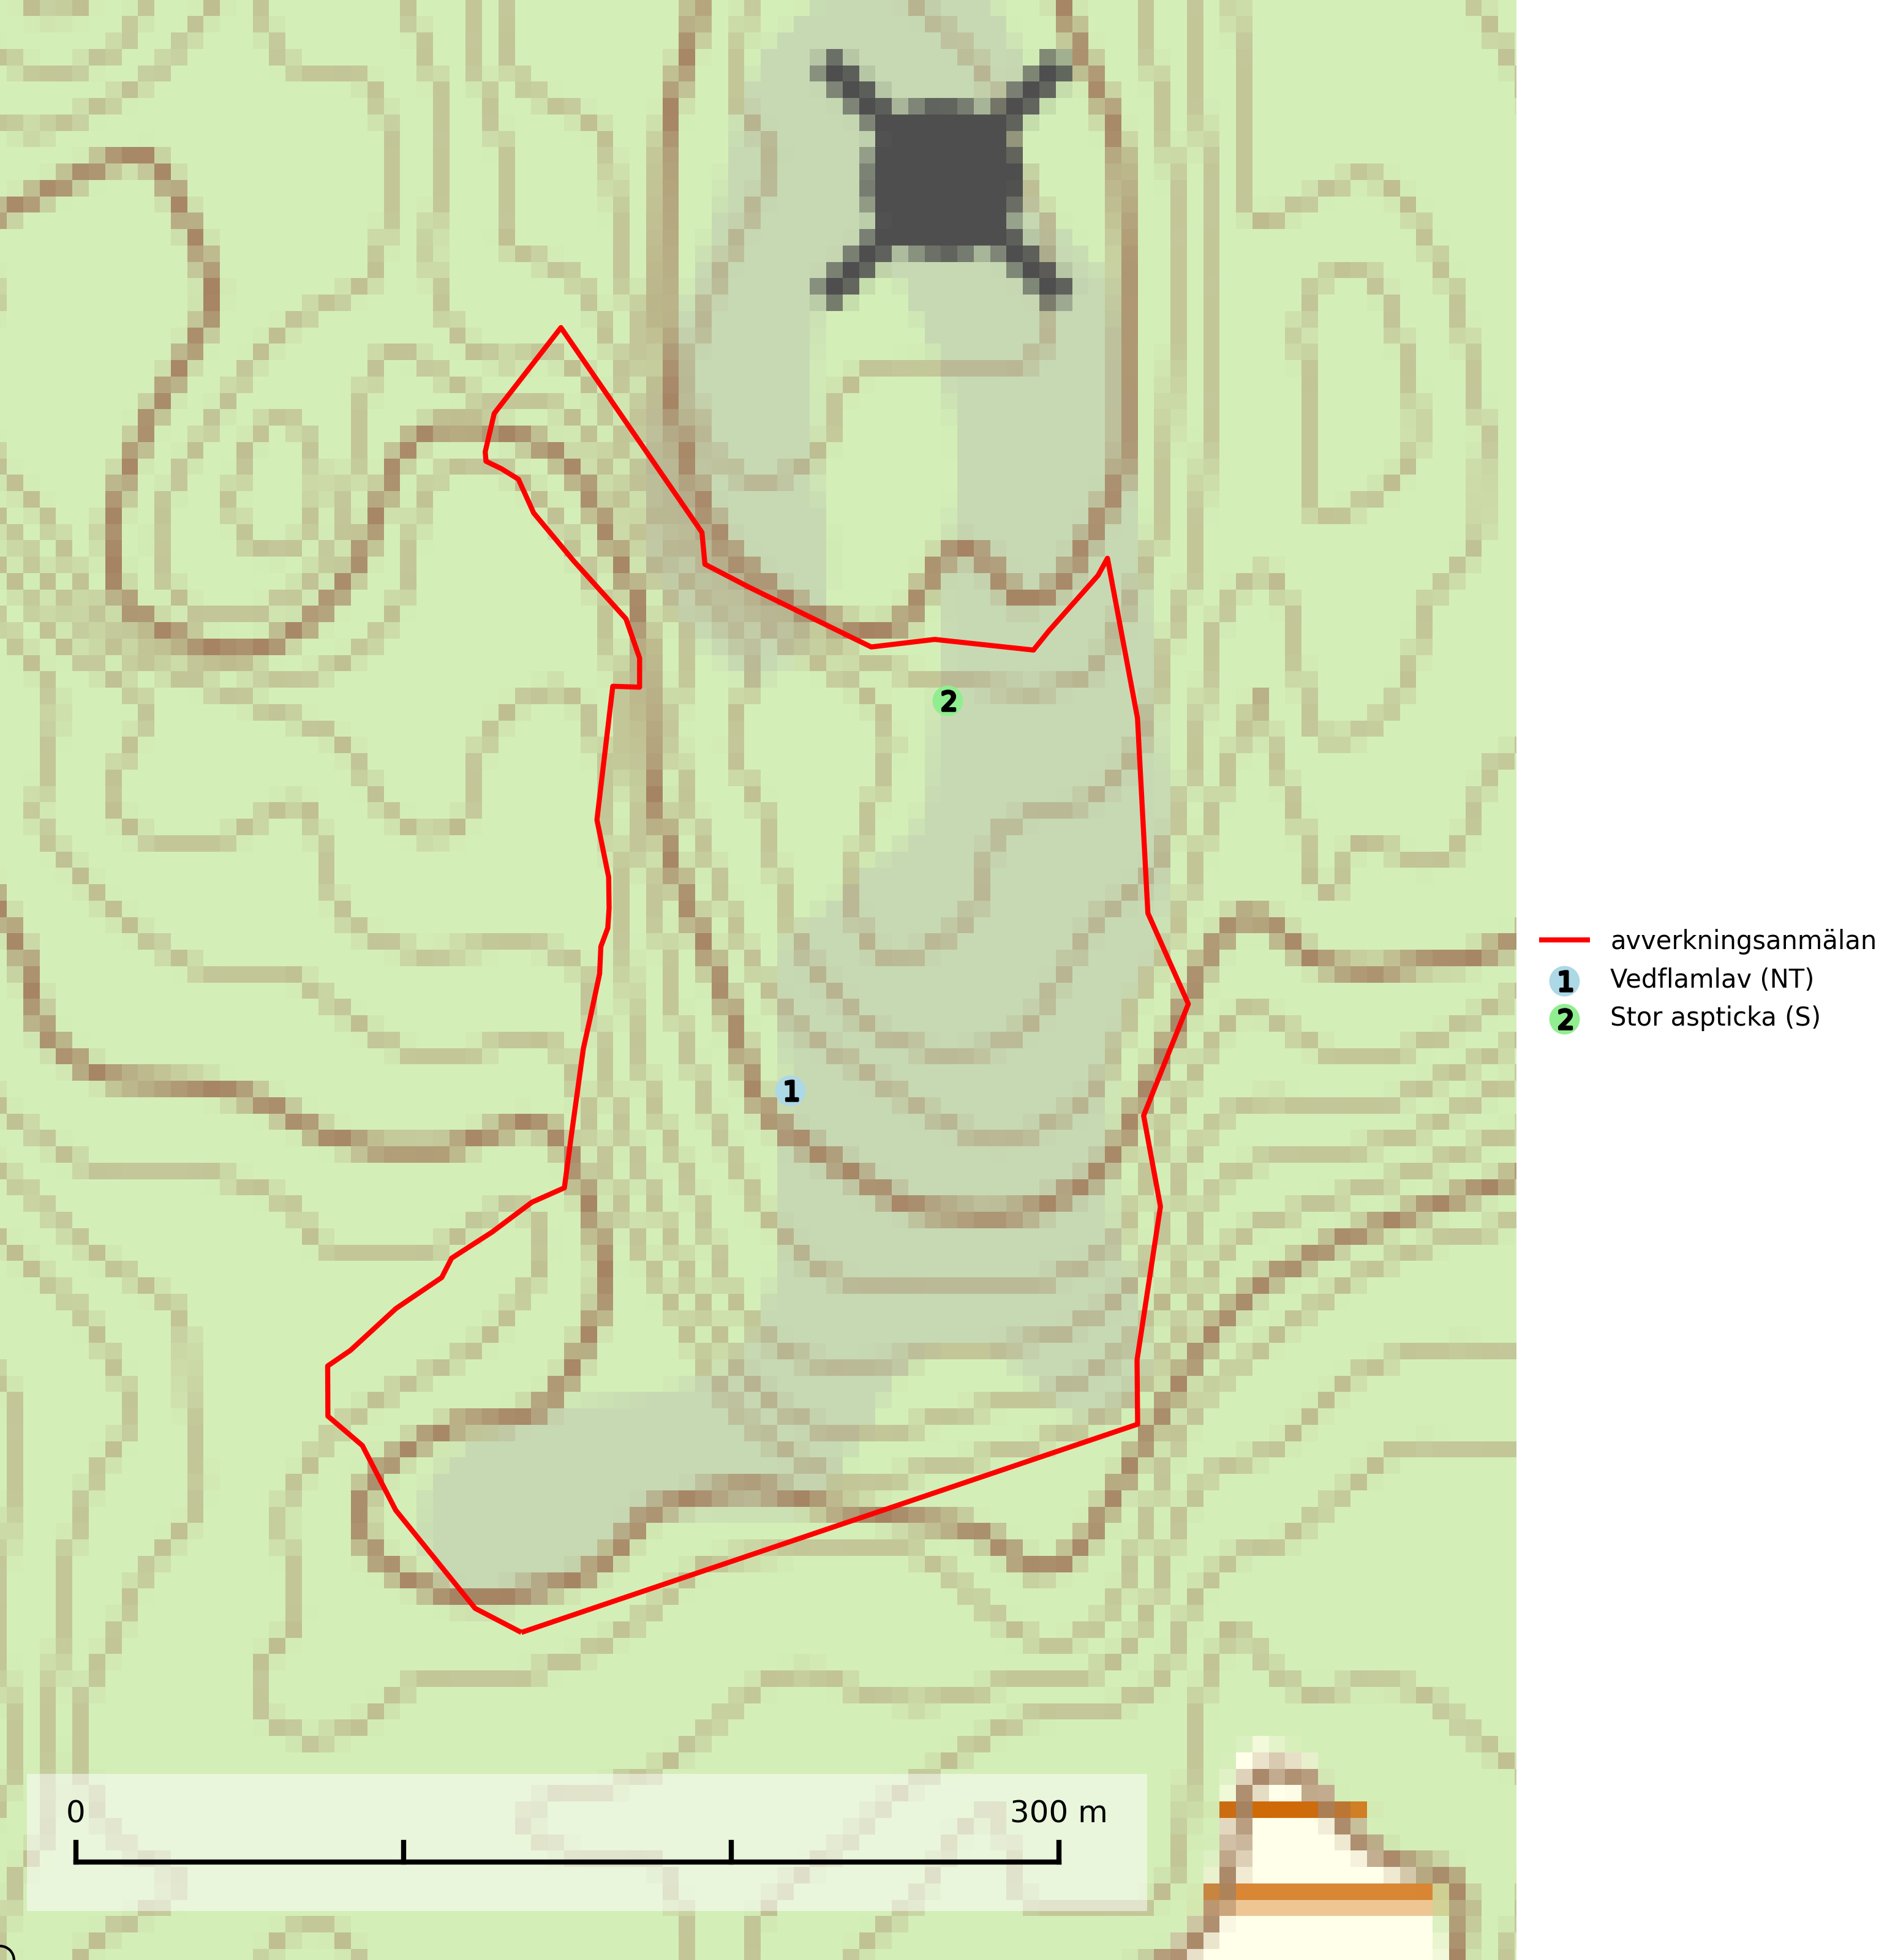 2
1
avverkningsanmälan
1 Vedflamlav (NT)
2 Stor aspticka (S)
0 300 m